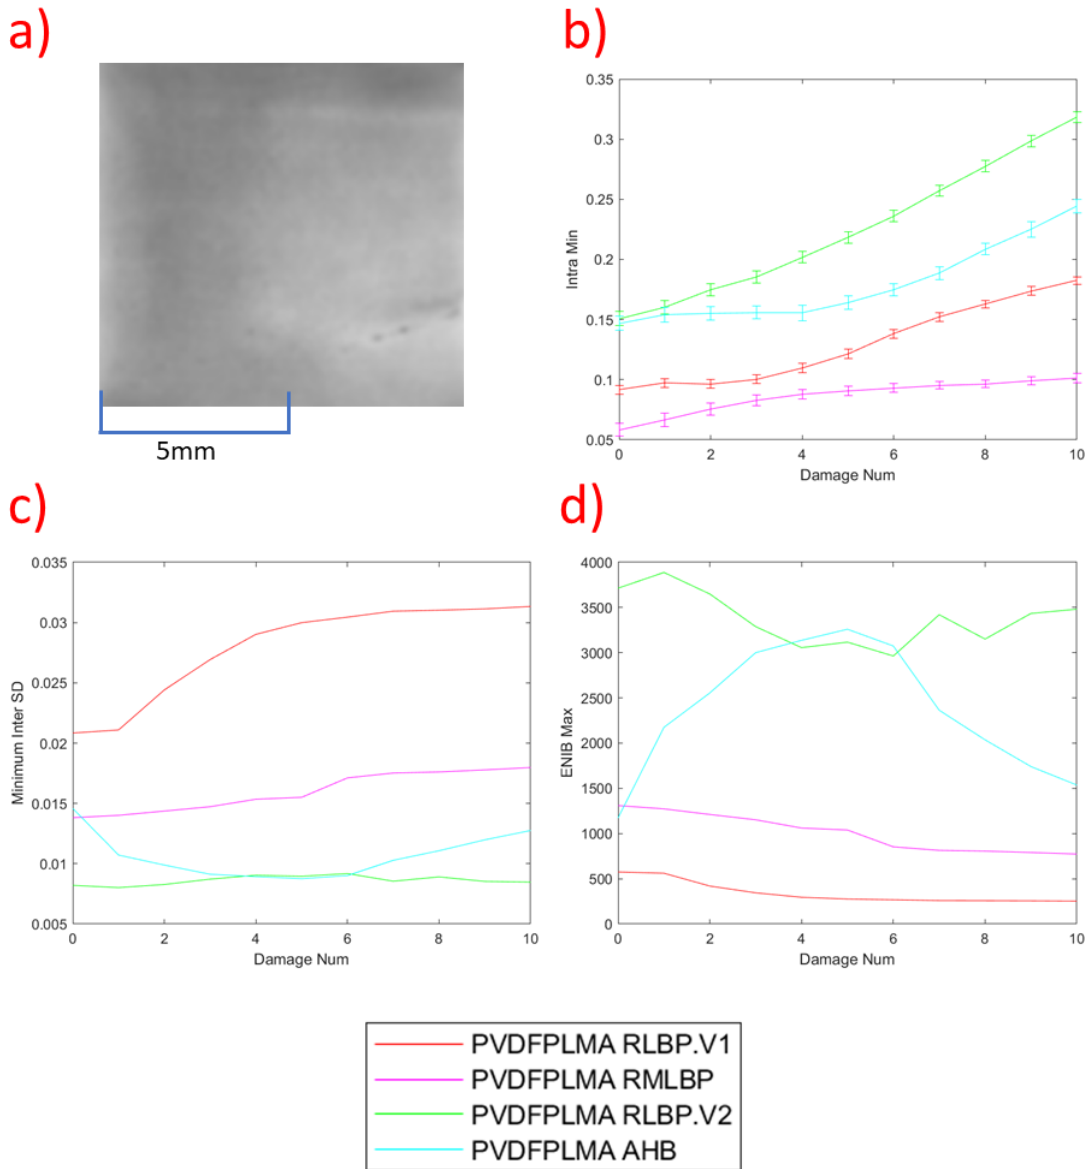 a)
5mm
b)
0.35
0.3
0.25
0.2
0.15
0.1
0.05
Intra Min
0 2 4 6 8 10
Damage Num
c)
0.035
0.03
0.025
0.02
0.015
0.01
0.005
Minimum Inter SD
0 2 4 6 8 10
Damage Num
d)
4000
3500
3000
2500
2000
1500
1000
500
0
ENIB Max
0 2 4 6 8 10
Damage Num
PVDFPLMA RLBP.V1
PVDFPLMA RMLBP
PVDFPLMA RLBP.V2
PVDFPLMA AHB